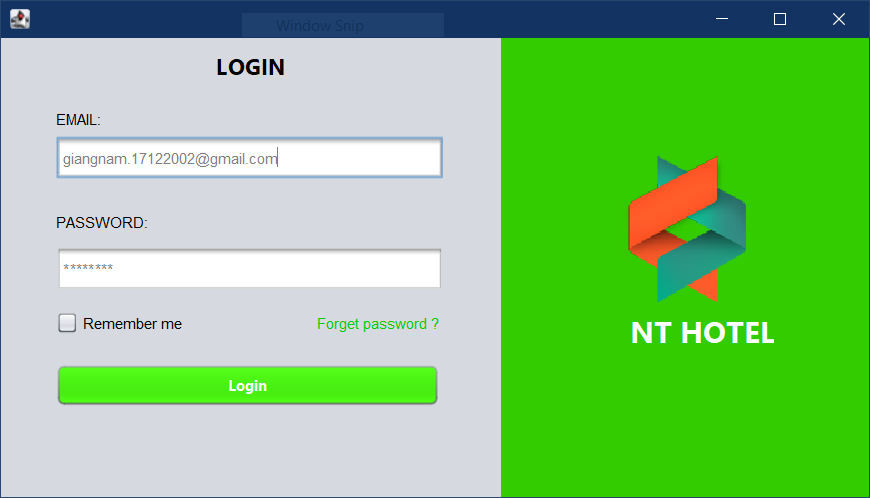 Window Snip
LOGIN
EMAIL:
giangnam.17122002@gmail.com
PASSWORD:
********
Remember me
Forget password ?
Login
NT HOTEL